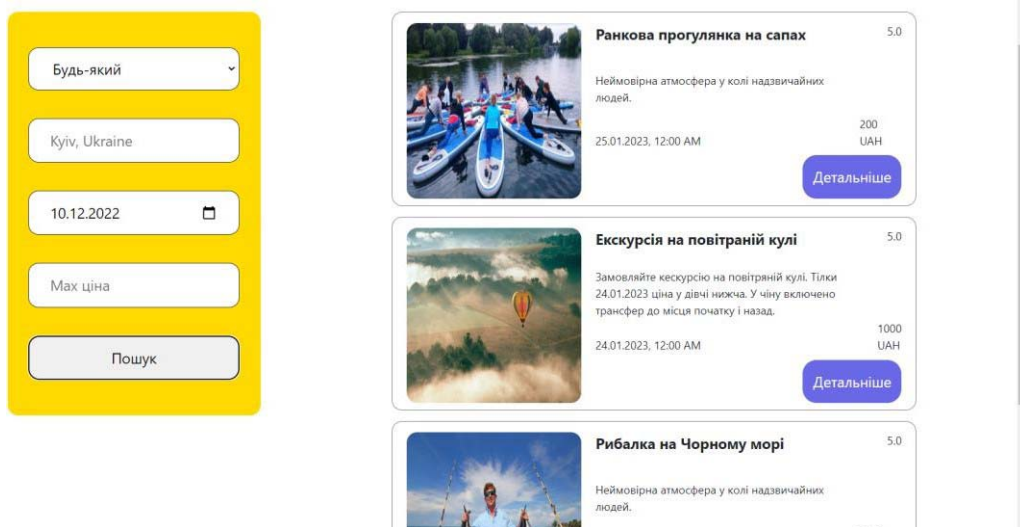 Будь-який
Kyiv, Ukraine
10.12.2022
Max ціна
Пошук
Ранкова прогулянка на сапах
5.0
Неймовірна атмосфера у колі надзвичайних
людей.
25.01.2023, 12:00 AM
200
UAH
Детальніше
Екскурсія на повітраній кулі
5.0
Замовляйте кескурсію на повітряній кулі. Тілки
24.01.2023 ціна у дівчі нижча. У чіну включено
трансфер до місця початку і назад.
24.01.2023, 12:00 AM
1000
UAH
Детальніше
Рибалка на Чорному морі
5.0
Неймовірна атмосфера у колі надзвичайних
людей.